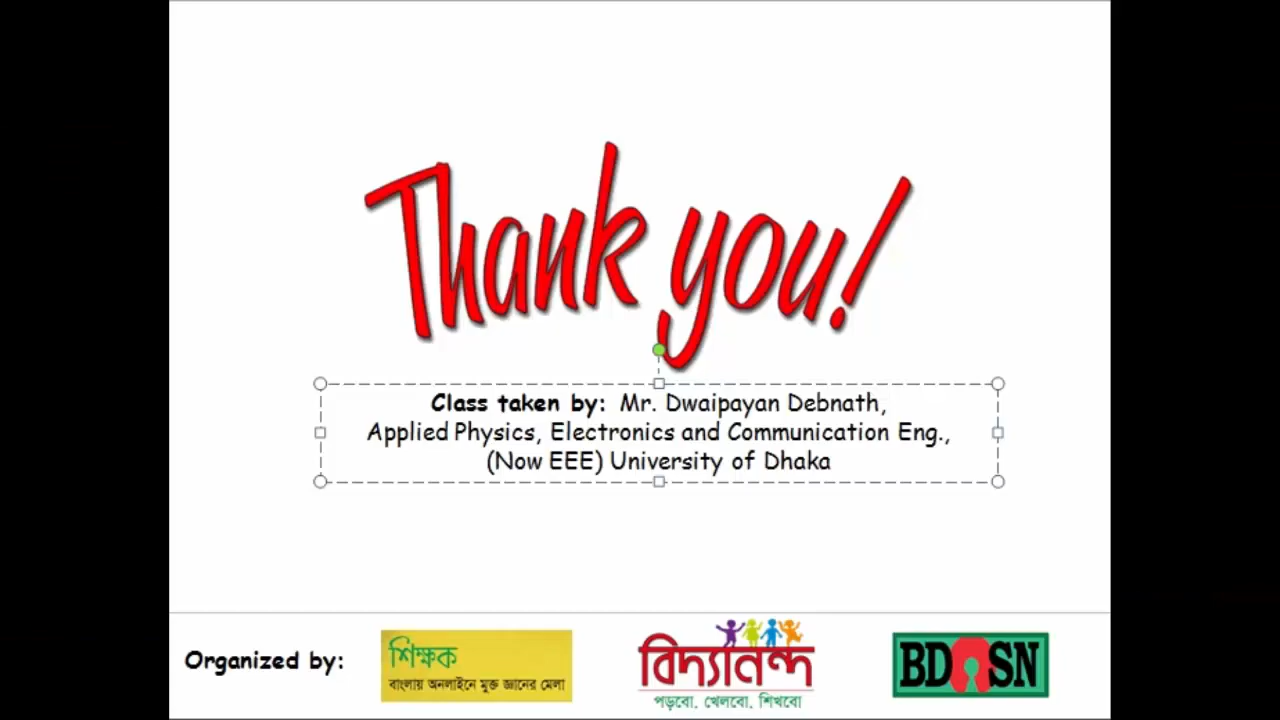 Thank you!
Class taken by: Mr. Dwaipayan Debnath,
Applied Physics, Electronics and Communication Eng.,
(Now EEE) University of Dhaka
Organized by:
শিক্ষক
বাংলায় অনলাইনে মুক্ত জ্ঞানের মেলা
বিদ্যানন্দ
পড়বো, খেলবো, শিখবো
BDOSN